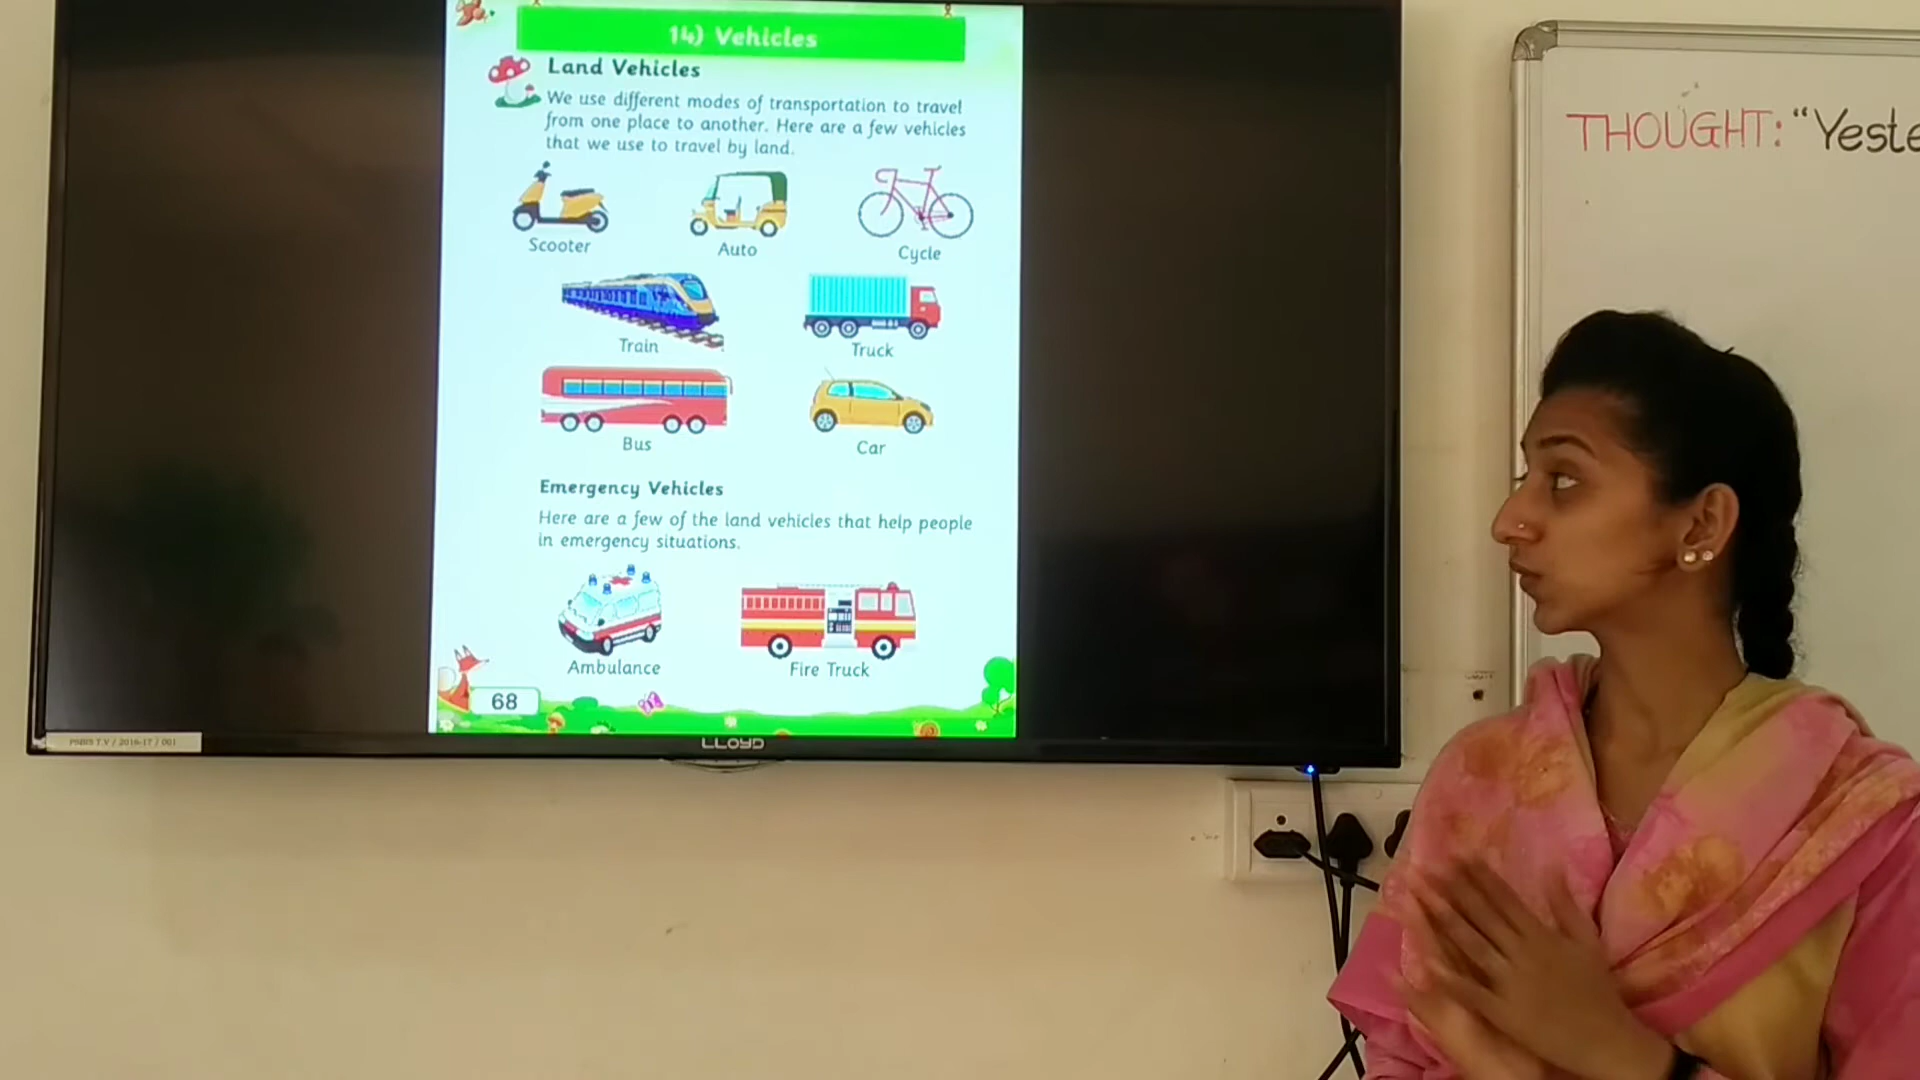 14) Vehicles
Land Vehicles
We use different modes of transportation to travel
from one place to another. Here are a few vehicles
that we use to travel by land.
Scooter
Auto
Cycle
Train
Truck
Bus
Car
Emergency Vehicles
Here are a few of the land vehicles that help people
in emergency situations.
Ambulance
Fire Truck
68
LLOYD
THOUGHT: "Yeste